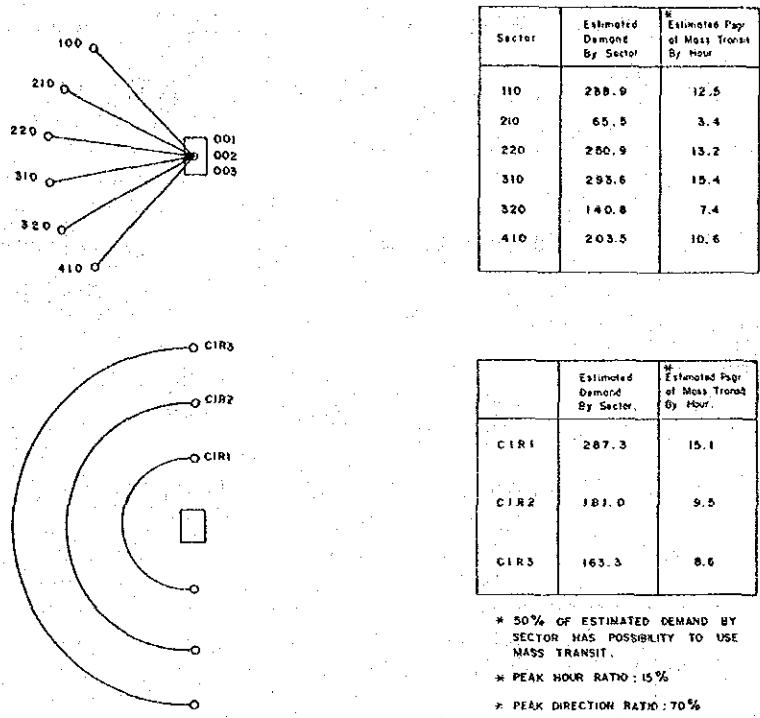 100
210
220
310
320
410
001
002
003
Sector
Estimated Demand By Sector
* Estimated Psgr of Mass Transit By Hour
110 238.9 12.5
210 65.5 3.4
220 250.9 13.2
310 293.6 15.4
320 140.8 7.4
410 203.5 10.6
CIR3
CIR2
CIR1
Estimated Demand By Sector.
* Estimated Psgr of Mass Transit By Hour.
CIR1 287.3 15.1
CIR2 181.0 9.5
CIR3 163.3 8.6
* 50% OF ESTIMATED DEMAND BY
SECTOR HAS POSSIBILITY TO USE
MASS TRANSIT.
* PEAK HOUR RATIO : 15%
* PEAK DIRECTION RATIO : 70%